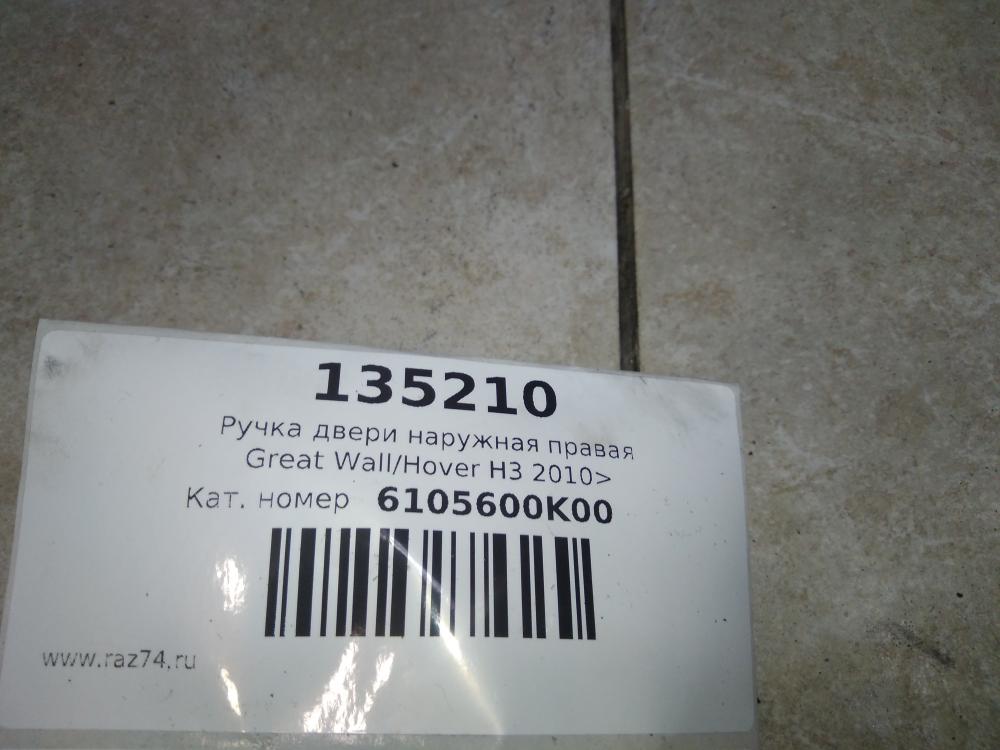 135210
Ручка двери наружная правая
Great Wall/Hover H3 2010>
Кат. номер 6105600K00
www.raz74.ru